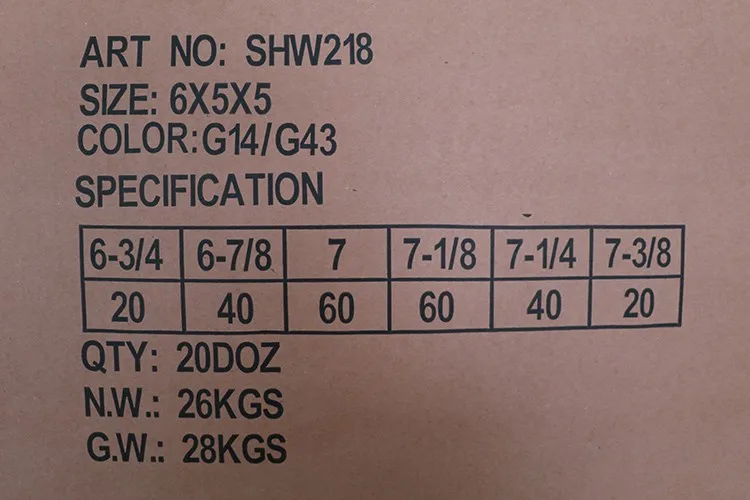 ART NO: SHW218
SIZE: 6X5X5
COLOR:G14/G43
SPECIFICATION
6-3/4 6-7/8 7 7-1/8 7-1/4 7-3/8
20 40 60 60 40 20
QTY: 20DOZ
N.W.: 26KGS
G.W.: 28KGS